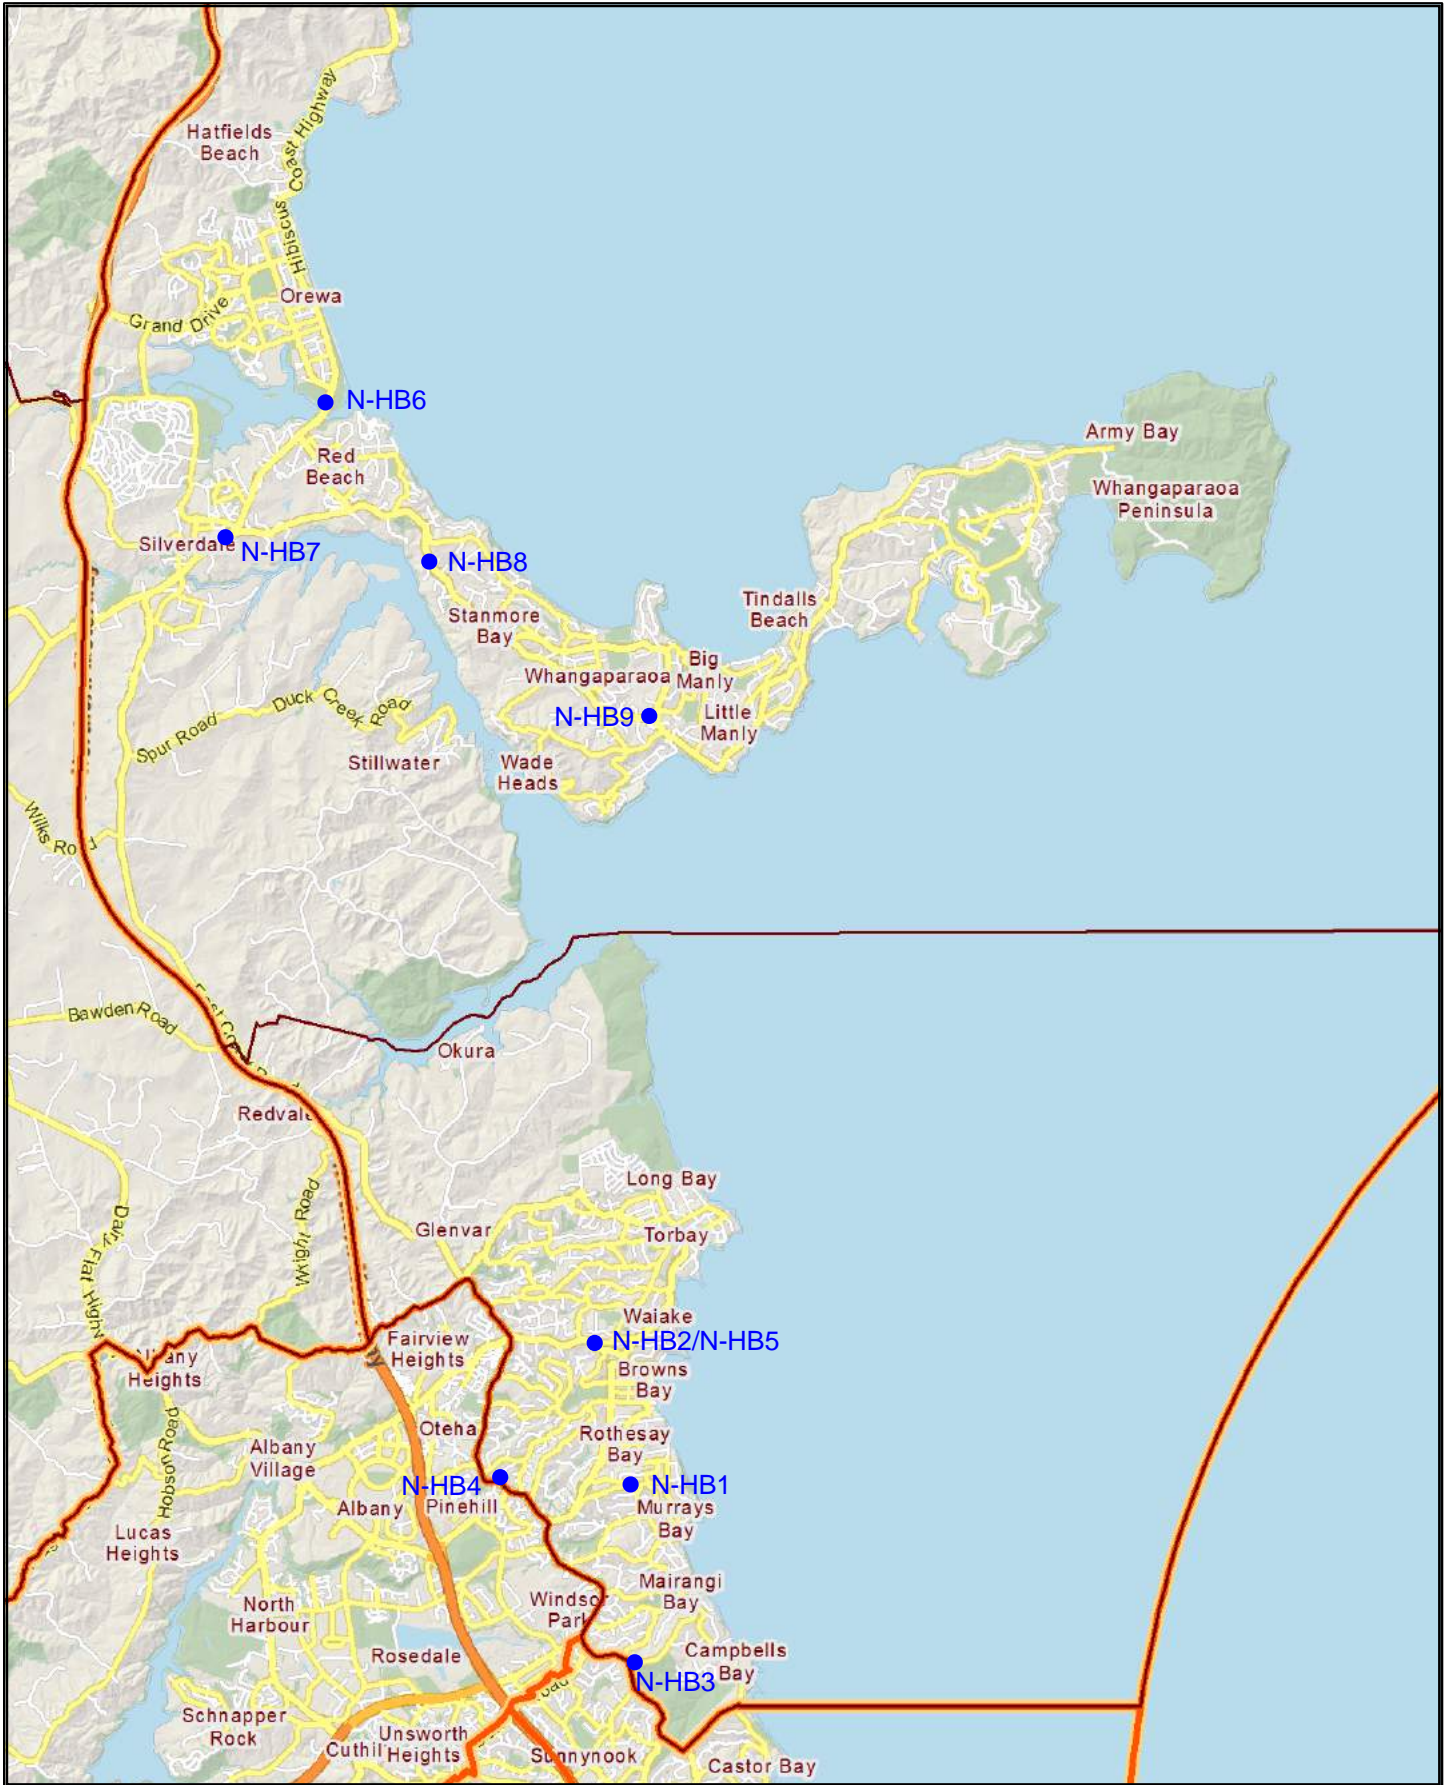 Hatfields
Beach
Hibiscus Coast Highway
Orewa
Grand Drive
N-HB6
Red
Beach
Army Bay
Whangaparaoa
Peninsula
Silverdale
N-HB7
N-HB8
Stanmore
Bay
Tindalls
Beach
Big
Manly
Whangaparaoa
N-HB9
Little
Manly
Duck Creek Road
Spur Road
Stillwater
Wade
Heads
Wilks
Bawden Road
Okura
Redvale
Long Bay
Wright Road
Dairy Flat
Glenvar
Torbay
Waiake
N-HB2/N-HB5
Fairview
Heights
Heights
Browns
Bay
Oteha
Rothesay
Bay
Albany
Village
Hobson Road
N-HB4
N-HB1
Albany
Pinehill
Murrays
Bay
Lucas
Heights
Mairangi
Bay
Windsor
Park
North
Harbour
Rosedale
Campbells
Bay
N-HB3
Schnapper
Rock
Unsworth
Heights
Cuthil
Sunnynook
Castor Bay